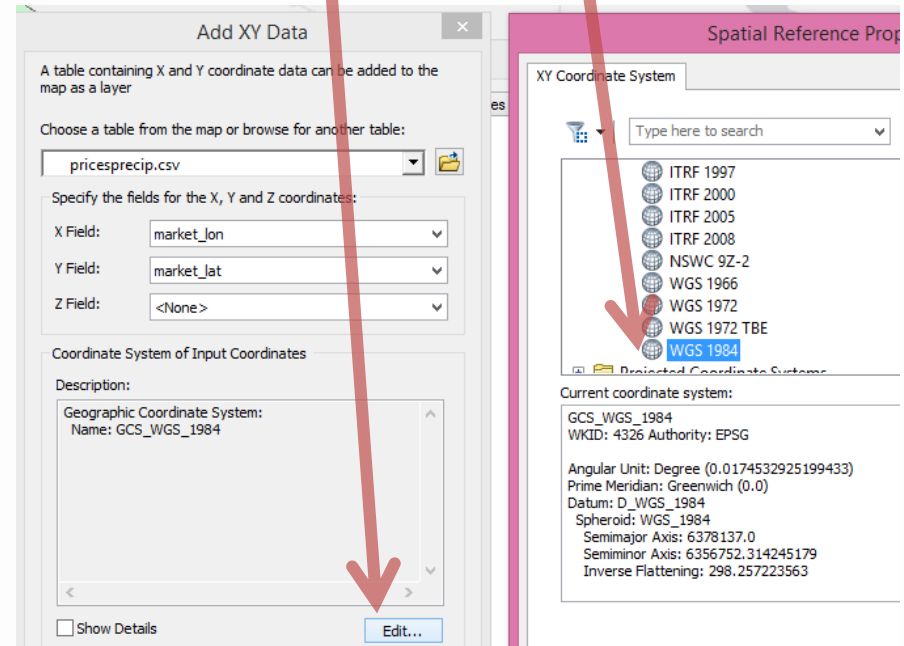 Add XY Data
A table containing X and Y coordinate data can be added to the
map as a layer
Choose a table from the map or browse for another table:
pricesprecip.csv
Specify the fields for the X, Y and Z coordinates:
X Field:
market_lon
Y Field:
market_lat
Z Field:
<None>
Coordinate System of Input Coordinates
Description:
Geographic Coordinate System:
Name: GCS_WGS_1984
Show Details
Edit...
es
Spatial Reference Prop
XY Coordinate System
Type here to search
ITRF 1997
ITRF 2000
ITRF 2005
ITRF 2008
NSWC 9Z-2
WGS 1966
WGS 1972
WGS 1972 TBE
WGS 1984
Projected Coordinate Systems
Current coordinate system:
GCS_WGS_1984
WKID: 4326 Authority: EPSG
Angular Unit: Degree (0.0174532925199433)
Prime Meridian: Greenwich (0.0)
Datum: D_WGS_1984
Spheroid: WGS_1984
Semimajor Axis: 6378137.0
Semiminor Axis: 6356752.314245179
Inverse Flattening: 298.257223563